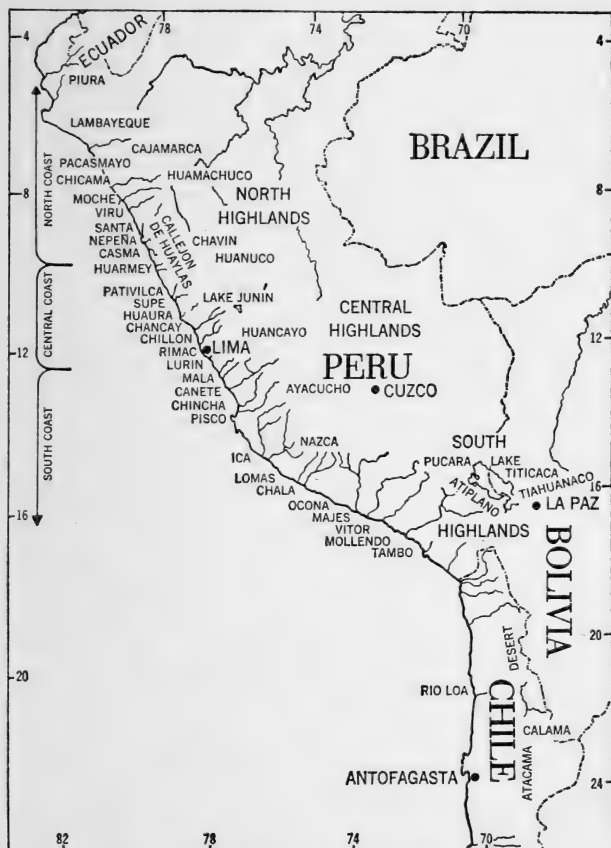 78
74
70
4
ECUADOR
PIURA
LAMBAYEQUE
CAJAMARCA
BRAZIL
PACASMAYO
CHICAMA
HUAMACHUCO
NORTH COAST
8
8
MOCHE
VIRU
NORTH
HIGHLANDS
SANTA
NEPEÑA
CASMA
HUARMEY
CALLEJON
DE HUAYLAS
CHAVIN
HUANUCO
CENTRAL COAST
PATIVILCA
SUPE
HUAURA
CHANCAY
CHILLON
RIMAC
LURIN
MALA
CANETE
CHINCHA
PISCO
LAKE JUNIN
HUANCAYO
CENTRAL
HIGHLANDS
12
12
LIMA
PERU
AYACUCHO
CUZCO
SOUTH COAST
NAZCA
SOUTH
ICA
PUCARA
LAKE
TITICACA
TIAHUANACO
16
ATIPLANO
LA PAZ
LOMAS
CHALA
OCONA
MAJES
VITOR
MOLLENDO
TAMBO
16
HIGHLANDS
BOLIVIA
20
20
DESERT
RIO LOA
CHILE
CALAMA
ATACAMA
ANTOFAGASTA
24
82
78
74
70